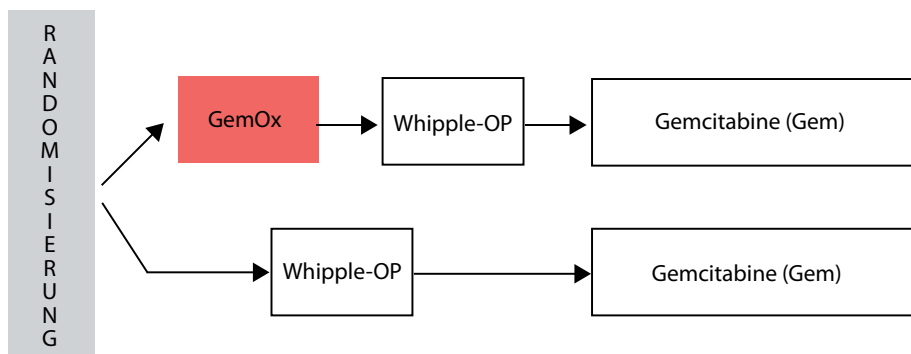 RANDOMISIERUNG
GemOx
Whipple-OP
Gemcitabine (Gem)
Whipple-OP
Gemcitabine (Gem)